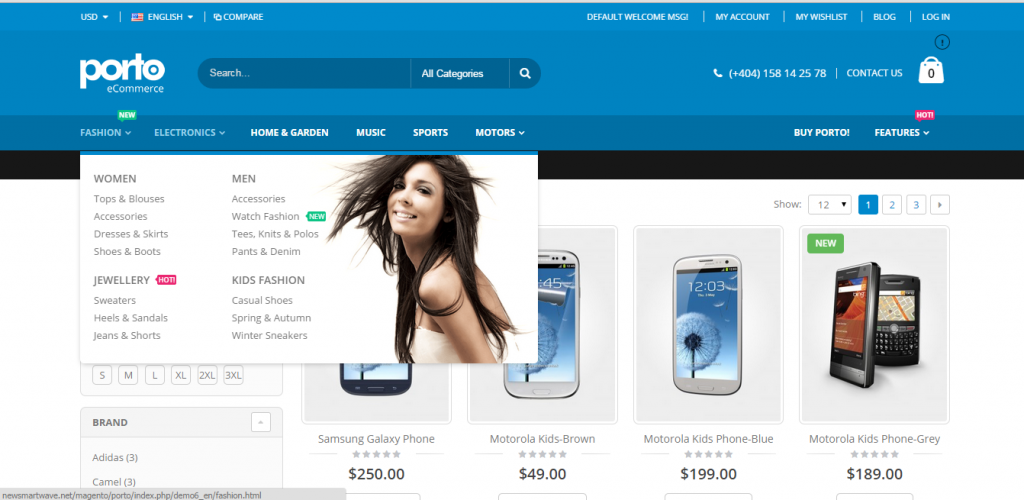 USD ENGLISH COMPARE DEFAULT WELCOME MSG! MY ACCOUNT MY WISHLIST BLOG LOG IN
porto
eCommerce
Search... All Categories
(+404) 158 14 25 78 CONTACT US 0
NEW HOT!
FASHION ELECTRONICS HOME & GARDEN MUSIC SPORTS MOTORS BUY PORTO! FEATURES
WOMEN
Tops & Blouses
Accessories
Dresses & Skirts
Shoes & Boots
MEN
Accessories
Watch Fashion NEW
Tees, Knits & Polos
Pants & Denim
JEWELLERY HOT!
Sweaters
Heels & Sandals
Jeans & Shorts
KIDS FASHION
Casual Shoes
Spring & Autumn
Winter Sneakers
Show: 12 1 2 3
12:03
NEW
bing
S M L XL 2XL 3XL
BRAND
Adidas (3)
Camel (3)
Samsung Galaxy Phone
$250.00
Motorola Kids-Brown
$49.00
Motorola Kids Phone-Blue
$199.00
Motorola Kids Phone-Grey
$189.00
newsmartwave.net/magento/porto/index.php/demo6_en/fashion.html